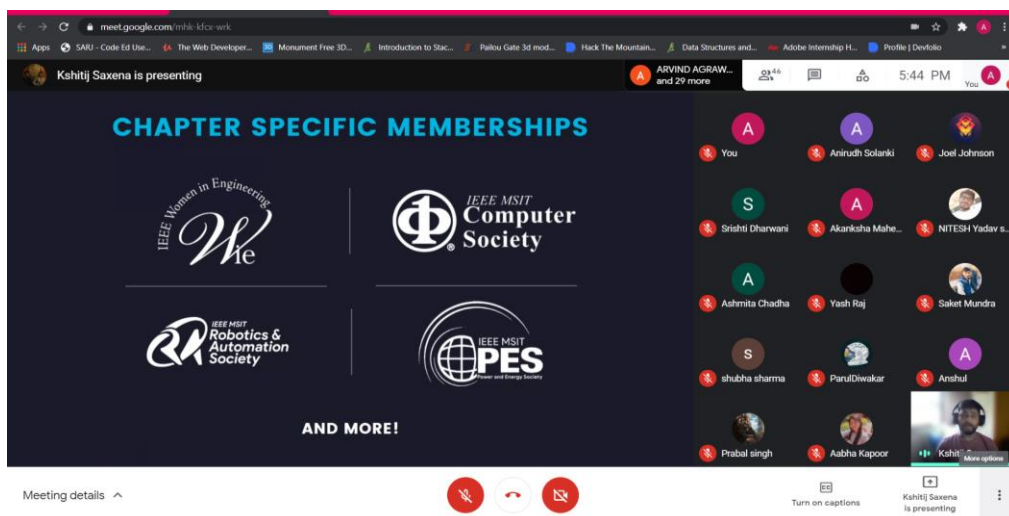 meet.google.com/mhk-kfcx-wrk
Apps SARJ - Code Ed Use... The Web Developer... Monument Free 3D... Introduction to Stac... Pailou Gate 3d mod... Hack The Mountain... Data Structures and... Adobe Internship H... Profile | Devfolio »
Kshitij Saxena is presenting
A ARVIND AGRAW...
and 29 more
46
5:44 PM
You
A
CHAPTER SPECIFIC MEMBERSHIPS
IEEE Women in Engineering
Wie
IEEE MSIT
Computer
Society
IEEE MSIT
Robotics &
Automation
Society
IEEE MSIT
PES
Power and Energy Society
AND MORE!
A
You
A
Anirudh Solanki
Joel Johnson
S
Srishti Dharwani
A
Akanksha Mahe...
NITESH Yadav s...
A
Ashmita Chadha
Yash Raj
Saket Mundra
s
shubha sharma
ParulDiwakar
A
Anshul
Prabal singh
Aabha Kapoor
More options
Meeting details
Turn on captions
Kshitij Saxena
is presenting